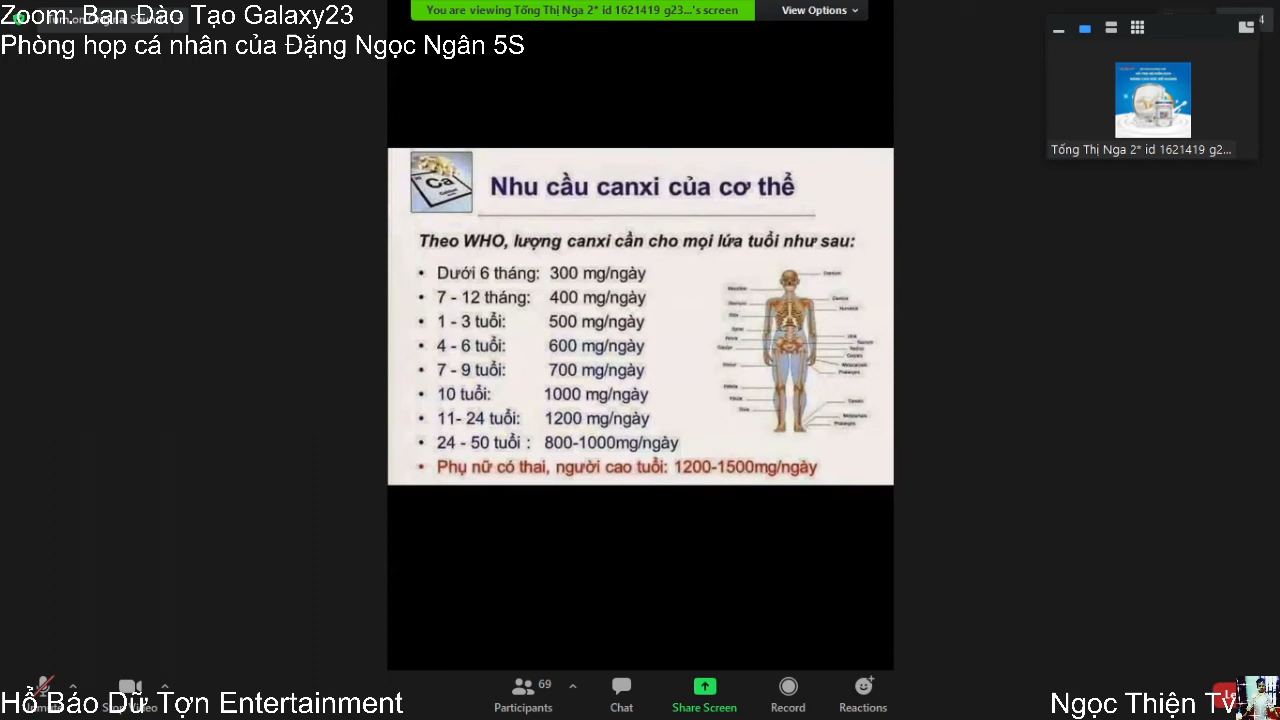 Zoom: Ban Đào Tạo Galaxy23
Phòng họp cá nhân của Đặng Ngọc Ngân 5S
You are viewing Tống Thị Nga 2* id 1621419 g23...'s screen
View Options
4
Tống Thị Nga 2* id 1621419 g2...
Ca
Nhu cầu canxi của cơ thể
Theo WHO, lượng canxi cần cho mọi lứa tuổi như sau:
• Dưới 6 tháng: 300 mg/ngày
• 7 - 12 tháng: 400 mg/ngày
• 1 - 3 tuổi: 500 mg/ngày
• 4 - 6 tuổi: 600 mg/ngày
• 7 - 9 tuổi: 700 mg/ngày
• 10 tuổi: 1000 mg/ngày
• 11- 24 tuổi: 1200 mg/ngày
• 24 - 50 tuổi : 800-1000mg/ngày
• Phụ nữ có thai, người cao tuổi: 1200-1500mg/ngày
69
Participants
Chat
Share Screen
Record
Reactions
Hổ Báo Dữ Tợn Entertainment
Ngọc Thiện Tv